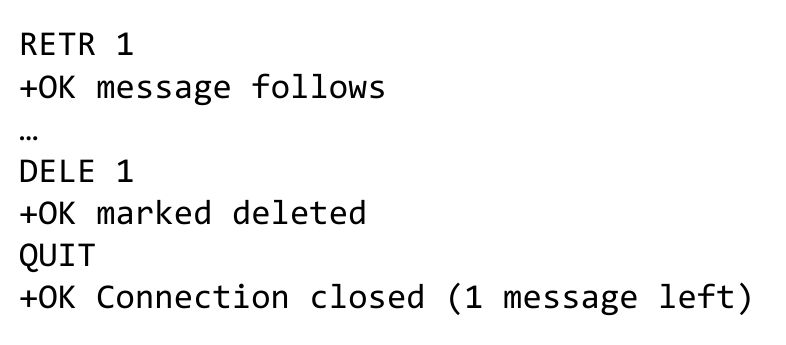 RETR 1
+OK message follows
…
DELE 1
+OK marked deleted
QUIT
+OK Connection closed (1 message left)